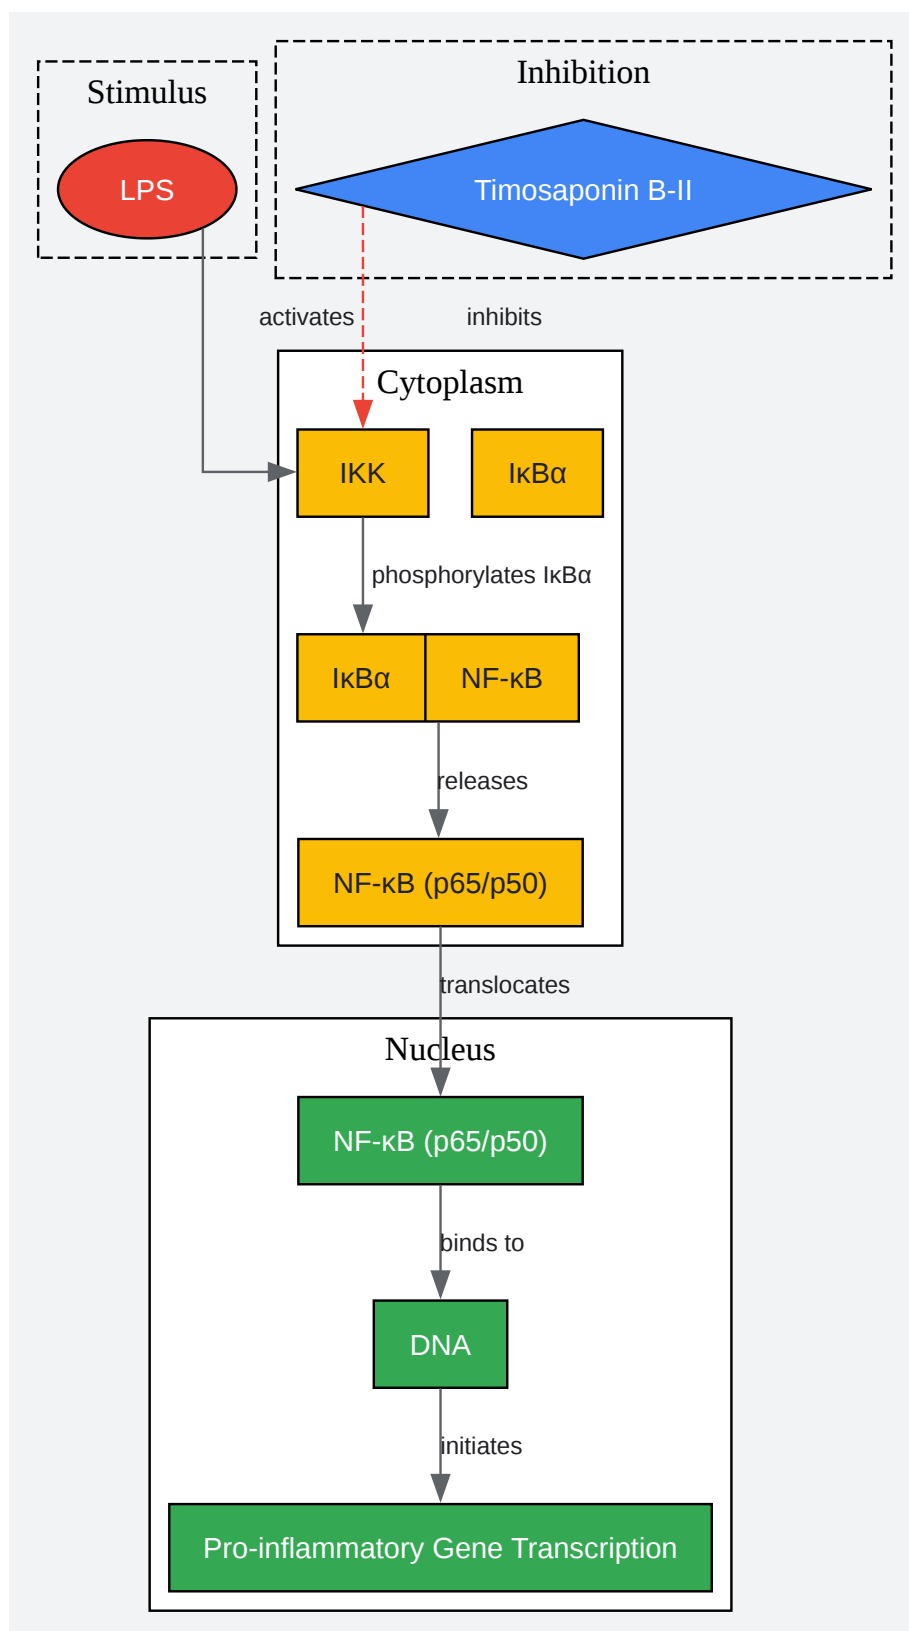 Stimulus
Inhibition
LPS
Timosaponin B-II
activates
inhibits
Cytoplasm
IKK
IκBα
phosphorylates IκBα
IκBα
NF-κB
releases
NF-κB (p65/p50)
translocates
Nucleus
NF-κB (p65/p50)
binds to
DNA
initiates
Pro-inflammatory Gene Transcription